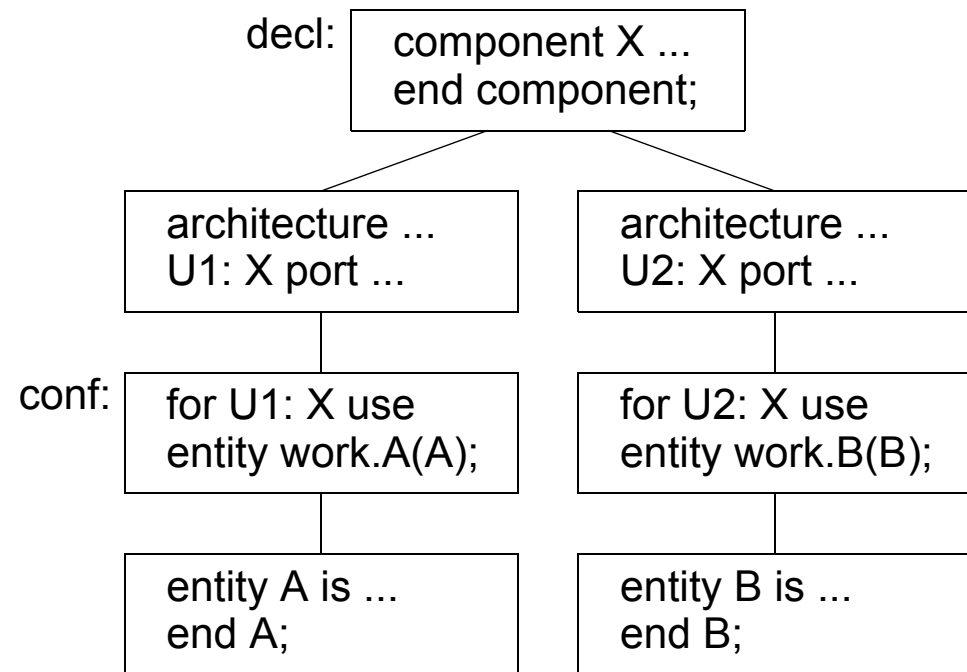 decl:
component X ...
end component;
architecture ...
U1: X port ...
architecture ...
U2: X port ...
conf:
for U1: X use
entity work.A(A);
for U2: X use
entity work.B(B);
entity A is ...
end A;
entity B is ...
end B;